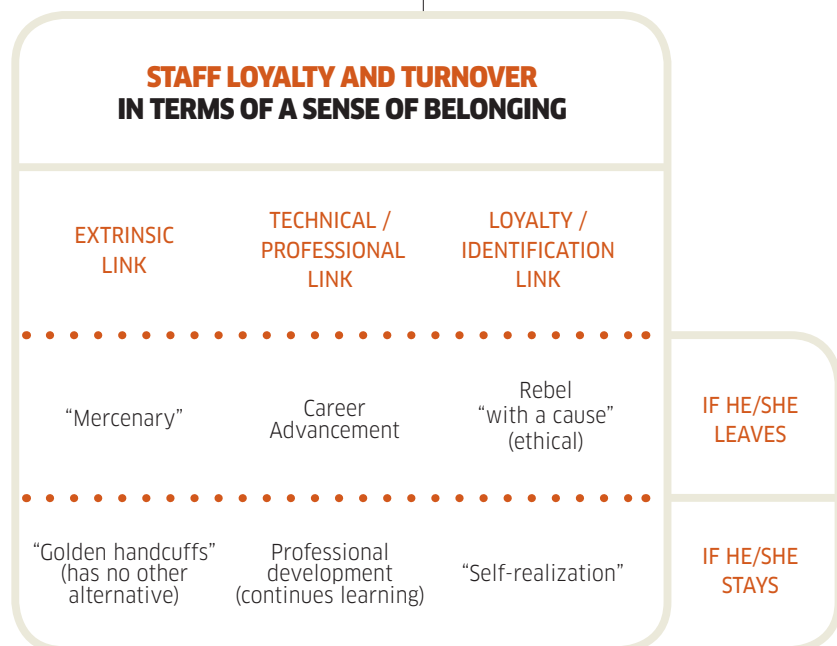 STAFF LOYALTY AND TURNOVER
IN TERMS OF A SENSE OF BELONGING
EXTRINSIC
LINK
TECHNICAL /
PROFESSIONAL
LINK
LOYALTY /
IDENTIFICATION
LINK
“Mercenary”
Career
Advancement
Rebel
“with a cause”
(ethical)
IF HE/SHE
LEAVES
“Golden handcuffs”
(has no other
alternative)
Professional
development
(continues learning)
“Self-realization”
IF HE/SHE
STAYS